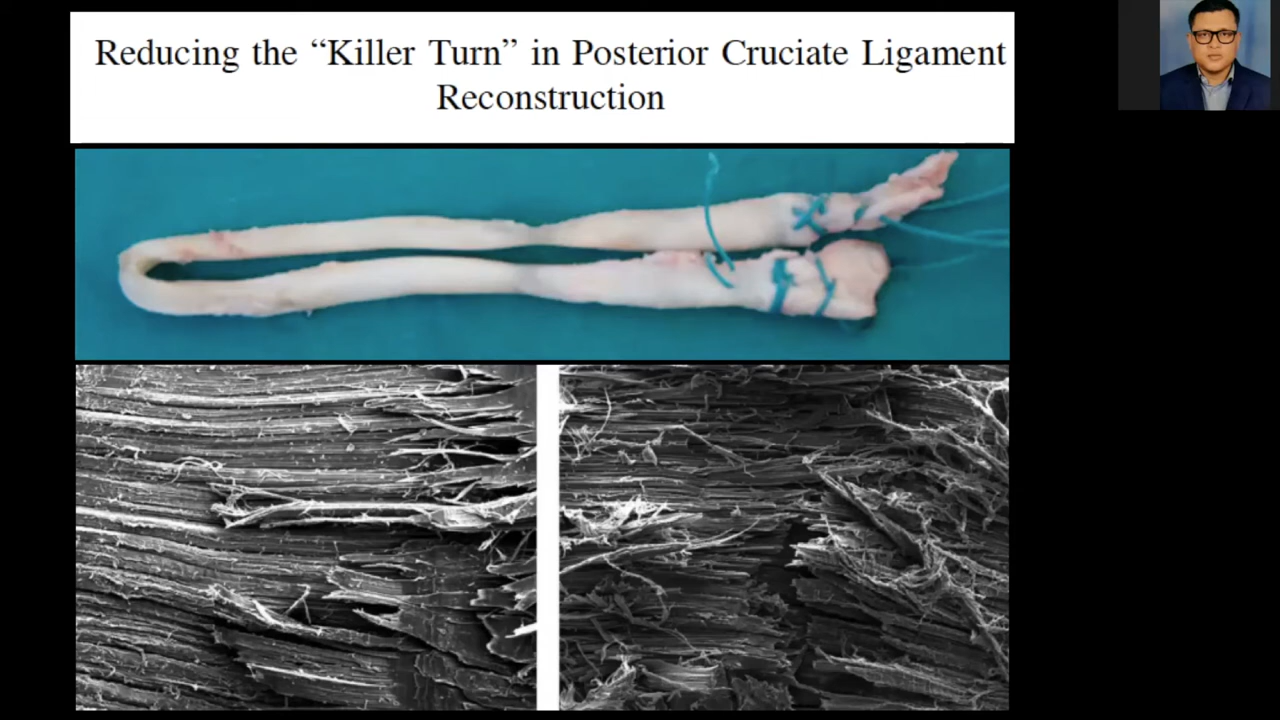 Reducing the “Killer Turn” in Posterior Cruciate Ligament
Reconstruction